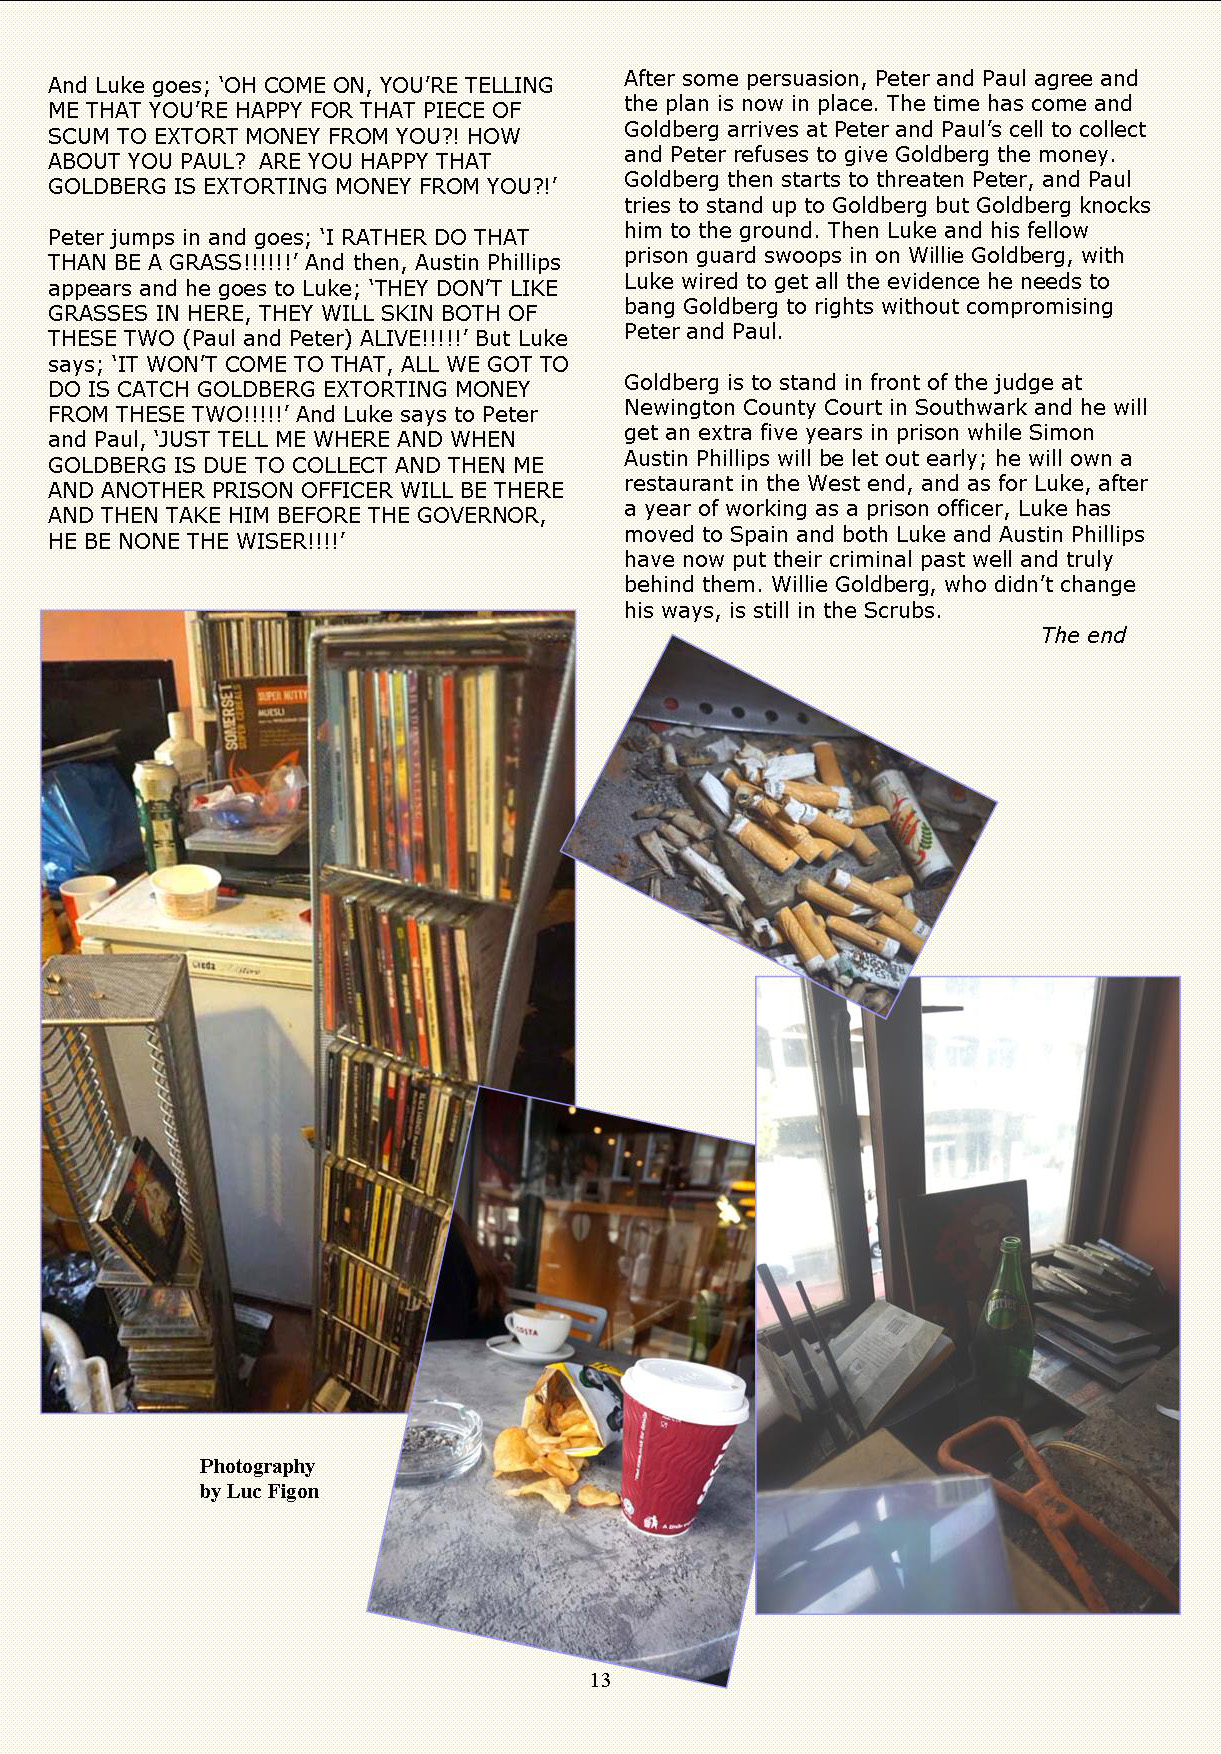 And Luke goes; ‘OH COME ON, YOU’RE TELLING
ME THAT YOU’RE HAPPY FOR THAT PIECE OF
SCUM TO EXTORT MONEY FROM YOU?! HOW
ABOUT YOU PAUL?  ARE YOU HAPPY THAT
GOLDBERG IS EXTORTING MONEY FROM YOU?!’
Peter jumps in and goes; ‘I RATHER DO THAT
THAN BE A GRASS!!!!!!’ And then, Austin Phillips
appears and he goes to Luke; ‘THEY DON’T LIKE
GRASSES IN HERE, THEY WILL SKIN BOTH OF
THESE TWO (Paul and Peter) ALIVE!!!!!’ But Luke
says; ‘IT WON’T COME TO THAT, ALL WE GOT TO
DO IS CATCH GOLDBERG EXTORTING MONEY
FROM THESE TWO!!!!!’ And Luke says to Peter
and Paul, ‘JUST TELL ME WHERE AND WHEN
GOLDBERG IS DUE TO COLLECT AND THEN ME
AND ANOTHER PRISON OFFICER WILL BE THERE
AND THEN TAKE HIM BEFORE THE GOVERNOR,
HE BE NONE THE WISER!!!!’
After some persuasion, Peter and Paul agree and
the plan is now in place. The time has come and
Goldberg arrives at Peter and Paul’s cell to collect
and Peter refuses to give Goldberg the money.
Goldberg then starts to threaten Peter, and Paul
tries to stand up to Goldberg but Goldberg knocks
him to the ground. Then Luke and his fellow
prison guard swoops in on Willie Goldberg, with
Luke wired to get all the evidence he needs to
bang Goldberg to rights without compromising
Peter and Paul.
Goldberg is to stand in front of the judge at
Newington County Court in Southwark and he will
get an extra five years in prison while Simon
Austin Phillips will be let out early; he will own a
restaurant in the West end, and as for Luke, after
a year of working as a prison officer, Luke has
moved to Spain and both Luke and Austin Phillips
have now put their criminal past well and truly
behind them. Willie Goldberg, who didn’t change
his ways, is still in the Scrubs.
The end
SOMERSET
SUPER CEREALS
SUPER NUTTY
MUESLI
Creda
COSTA
Perrier
Photography
by Luc Figon
13